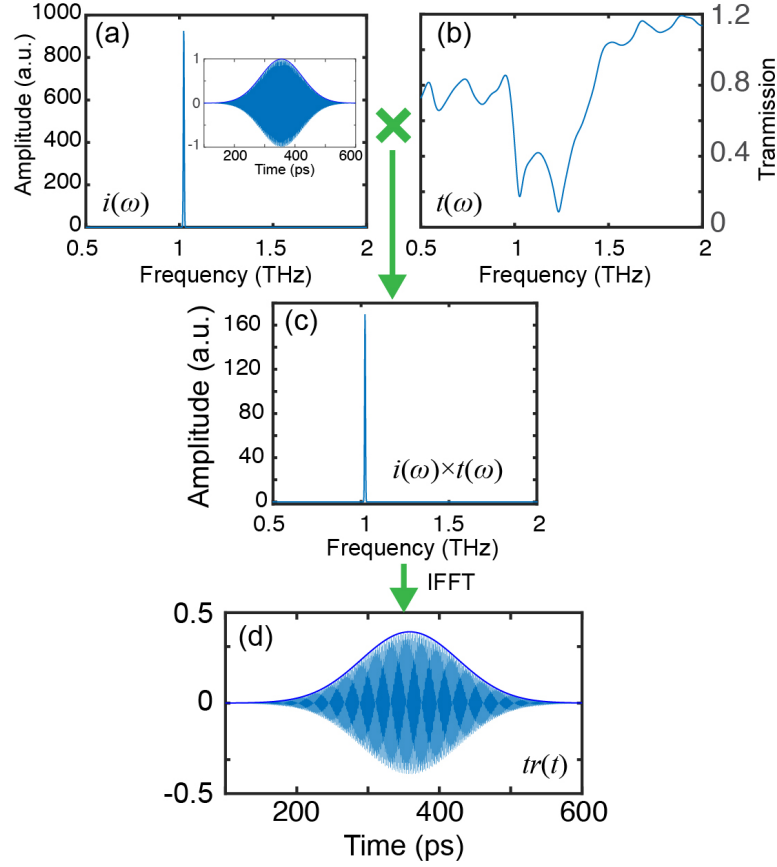 (a)
1000
800
600
400
200
0
Amplitude (a.u.)
i(ω)
0.5
1
1.5
2
Frequency (THz)
1
0
-1
200
400
600
Time (ps)
(b)
1.2
0.8
0.4
0
Tranmission
t(ω)
0.5
1
1.5
2
Frequency (THz)
(c)
160
120
80
40
0
Amplitude (a.u.)
i(ω)×t(ω)
0.5
1
1.5
2
Frequency (THz)
IFFT
(d)
0.5
0
-0.5
tr(t)
200
400
600
Time (ps)